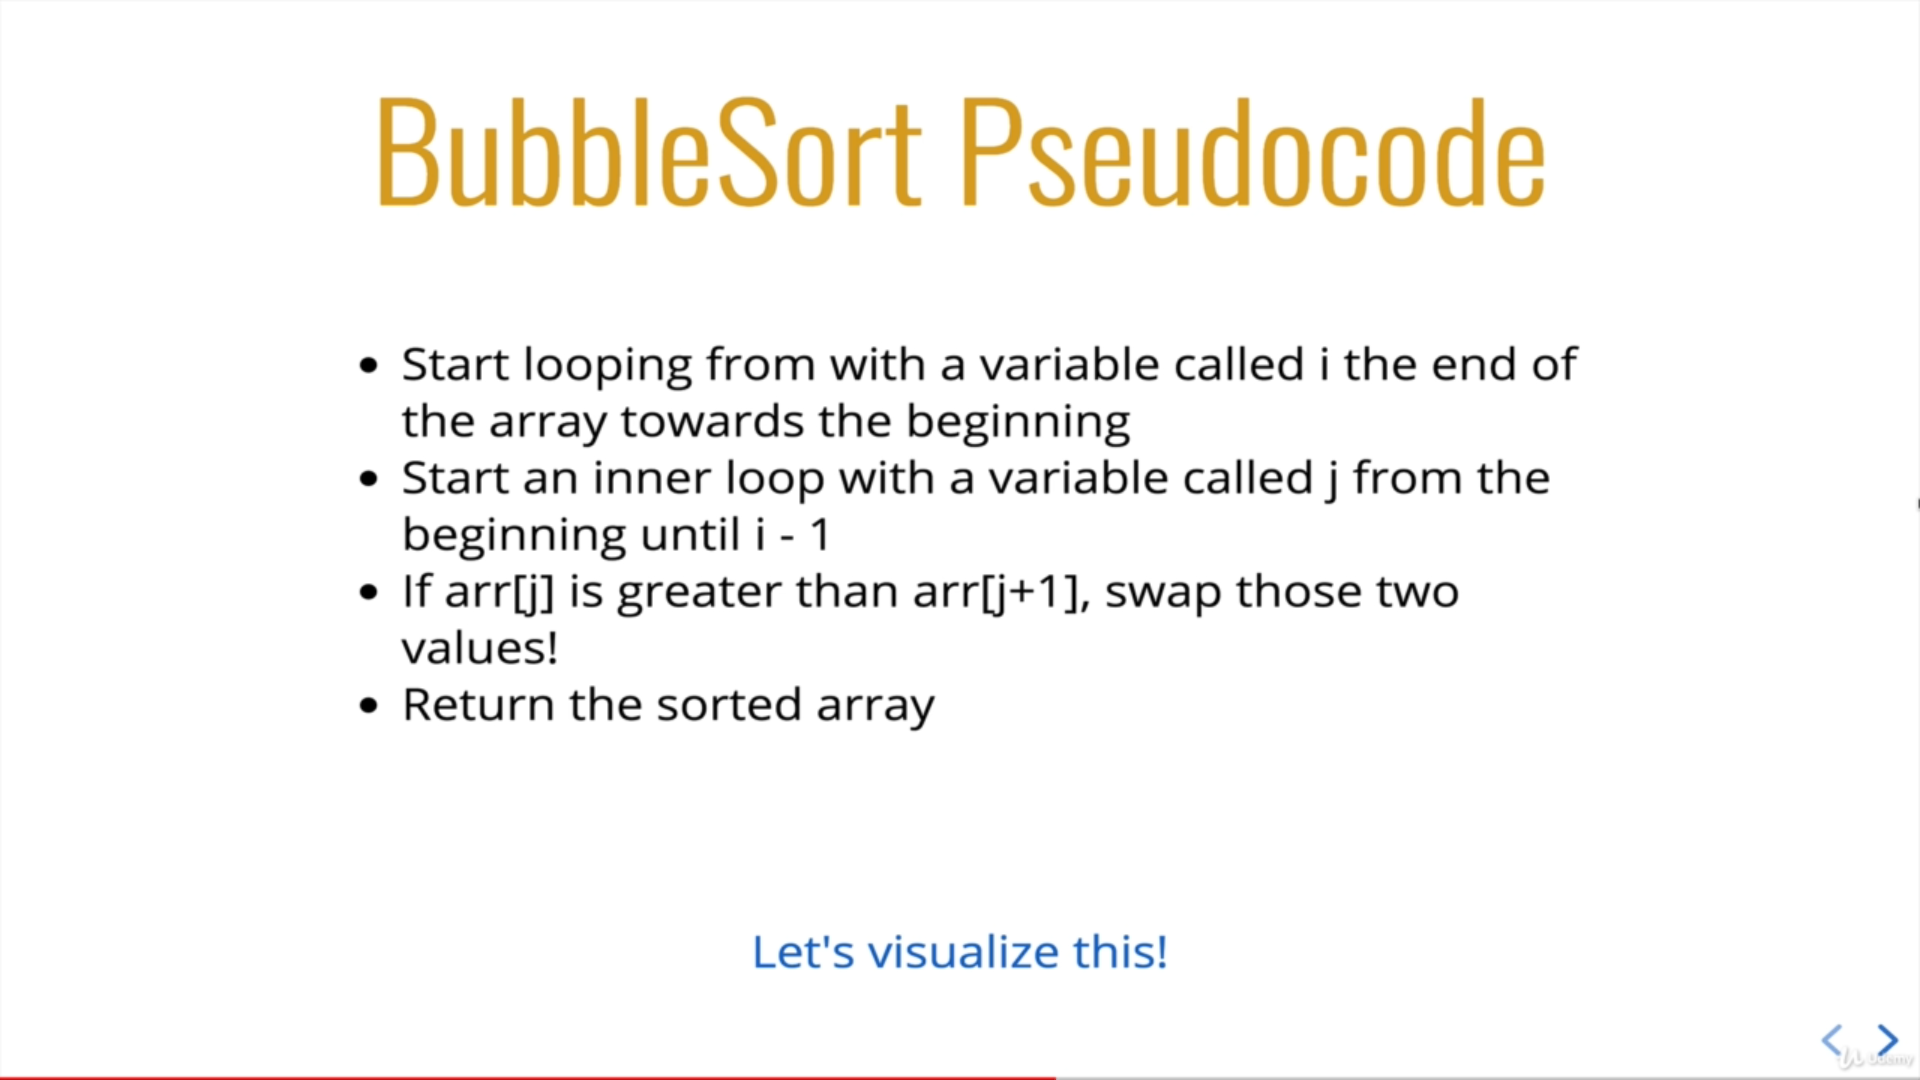 BubbleSort Pseudocode
Start looping from with a variable called i the end of
the array towards the beginning
Start an inner loop with a variable called j from the
beginning until i - 1
If arr[j] is greater than arr[j+1], swap those two
values!
Return the sorted array
Let's visualize this!
Udemy